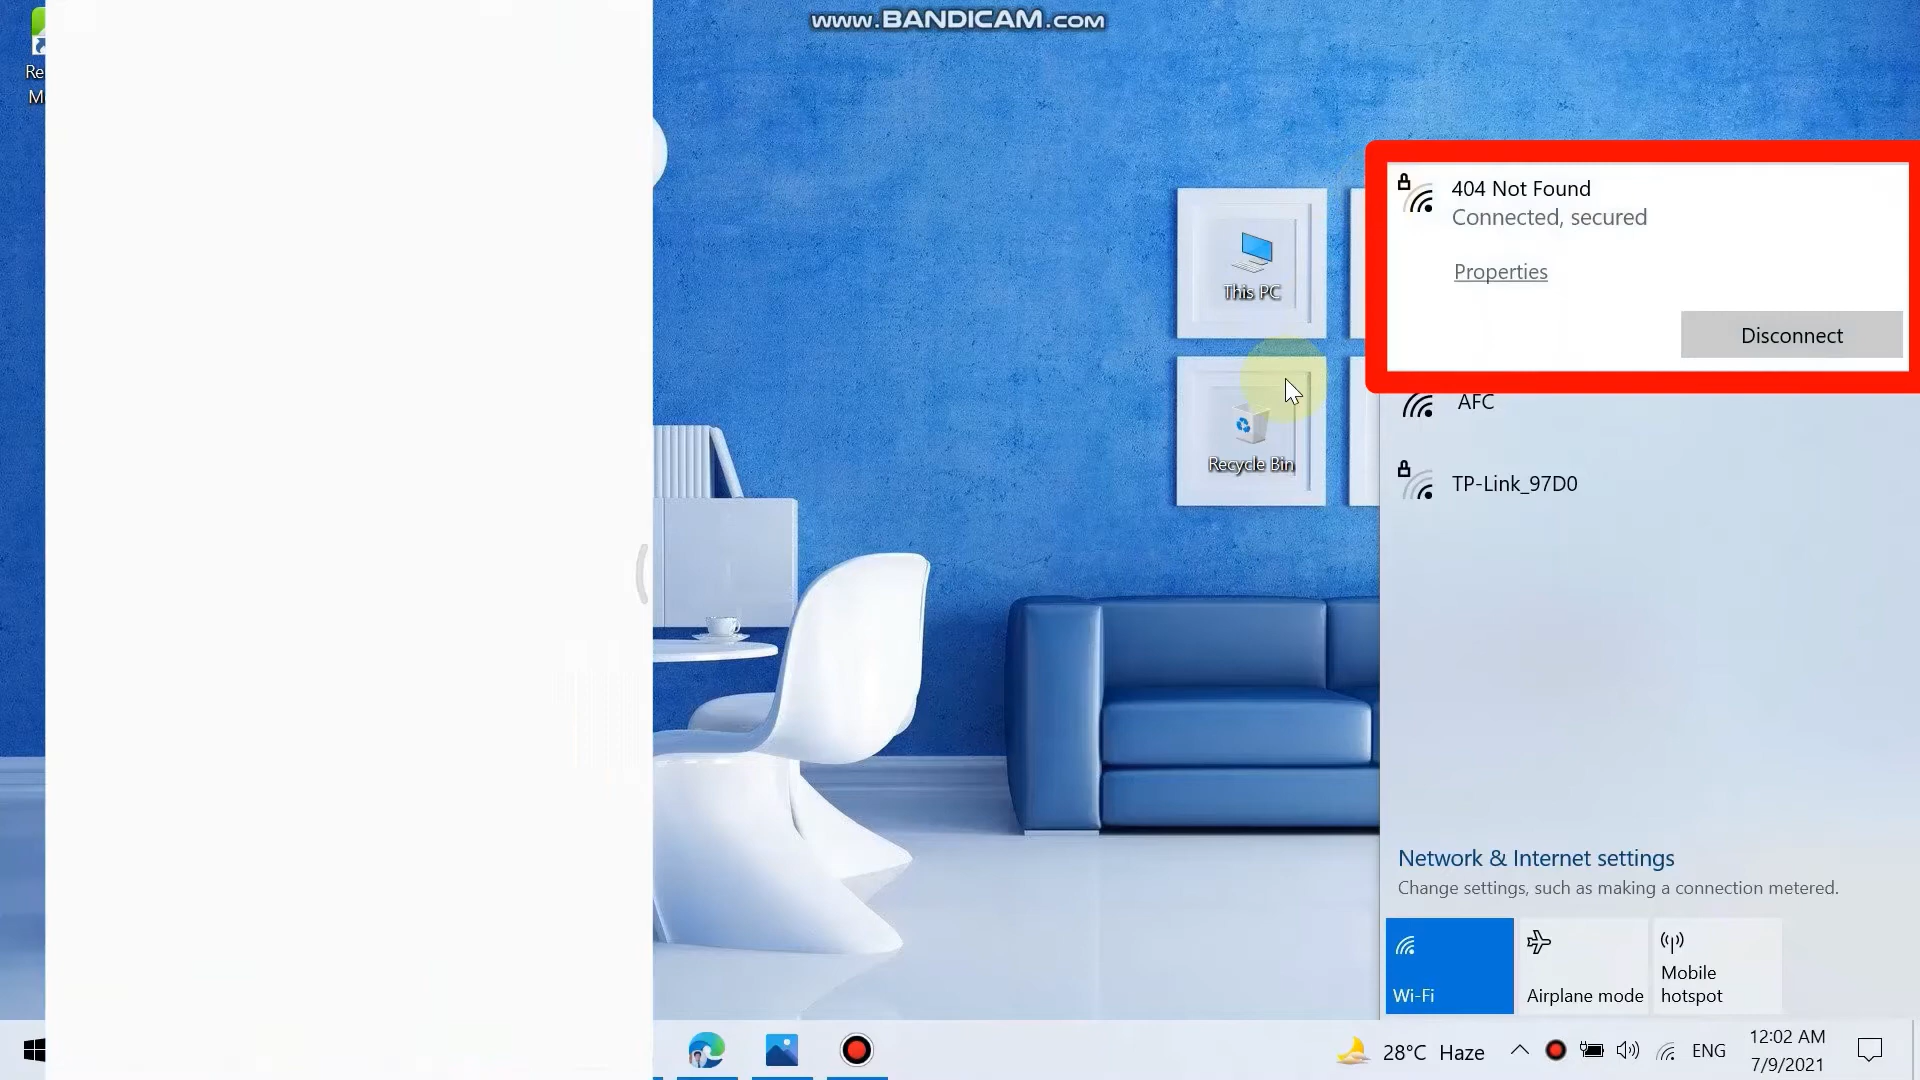 www.BANDICAM.com
Re
M
This PC
Recycle Bin
404 Not Found
Connected, secured
Properties
Disconnect
AFC
TP-Link_97D0
Network & Internet settings
Change settings, such as making a connection metered.
Wi-Fi
Airplane mode
Mobile
hotspot
28°C Haze
ENG
12:02 AM
7/9/2021